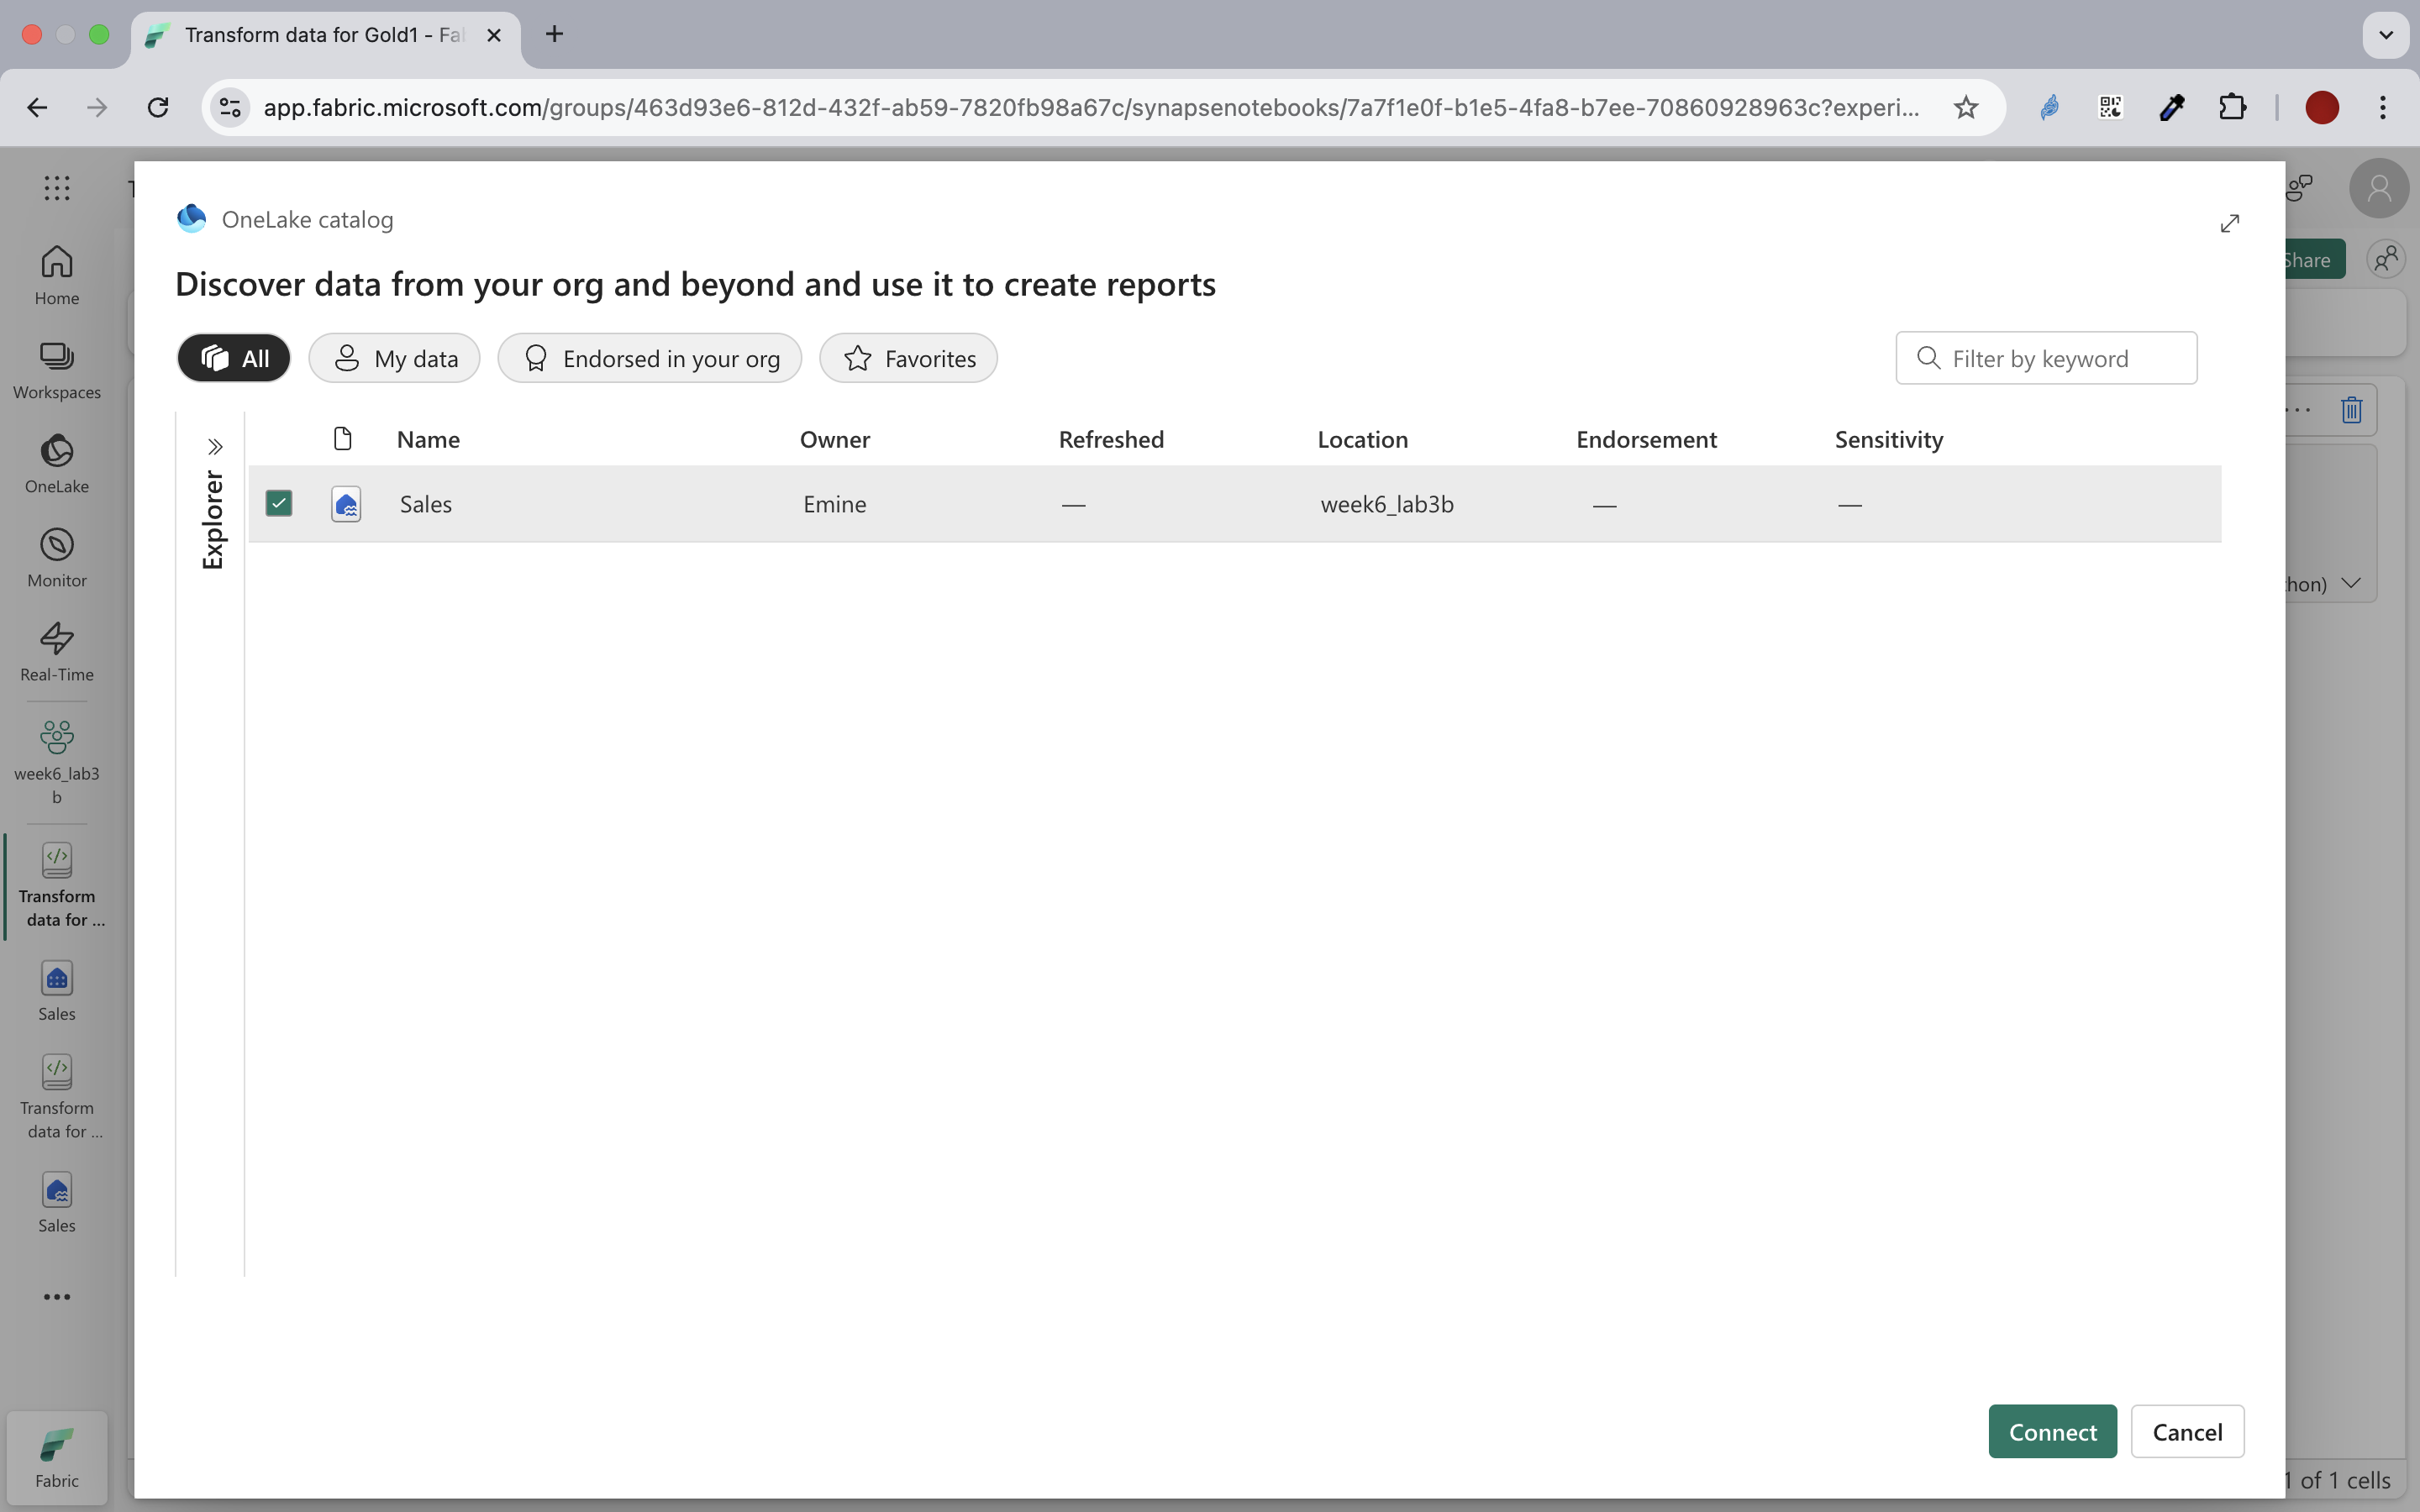 Transform data for Gold1 - Fa
app.fabric.microsoft.com/groups/463d93e6-812d-432f-ab59-7820fb98a67c/synapsenotebooks/7a7f1e0f-b1e5-4fa8-b7ee-70860928963c?experi...
Home
Workspaces
OneLake
Monitor
Real-Time
week6_lab3
b
Transform
data for ...
Sales
Transform
data for ...
Sales
Fabric
OneLake catalog
Discover data from your org and beyond and use it to create reports
All
My data
Endorsed in your org
Favorites
Filter by keyword
Explorer
Name Owner Refreshed Location Endorsement Sensitivity
Sales Emine — week6_lab3b — —
Connect
Cancel
Share
1 of 1 cells